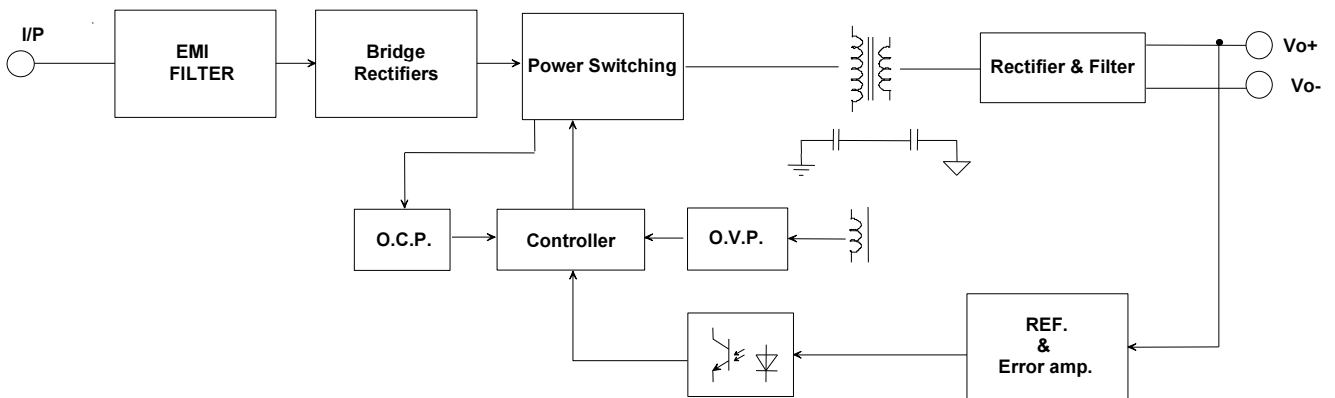 I/P
EMI
FILTER
Bridge
Rectifiers
Power Switching
Rectifier & Filter
Vo+
Vo-
O.C.P.
Controller
O.V.P.
REF.
&
Error amp.